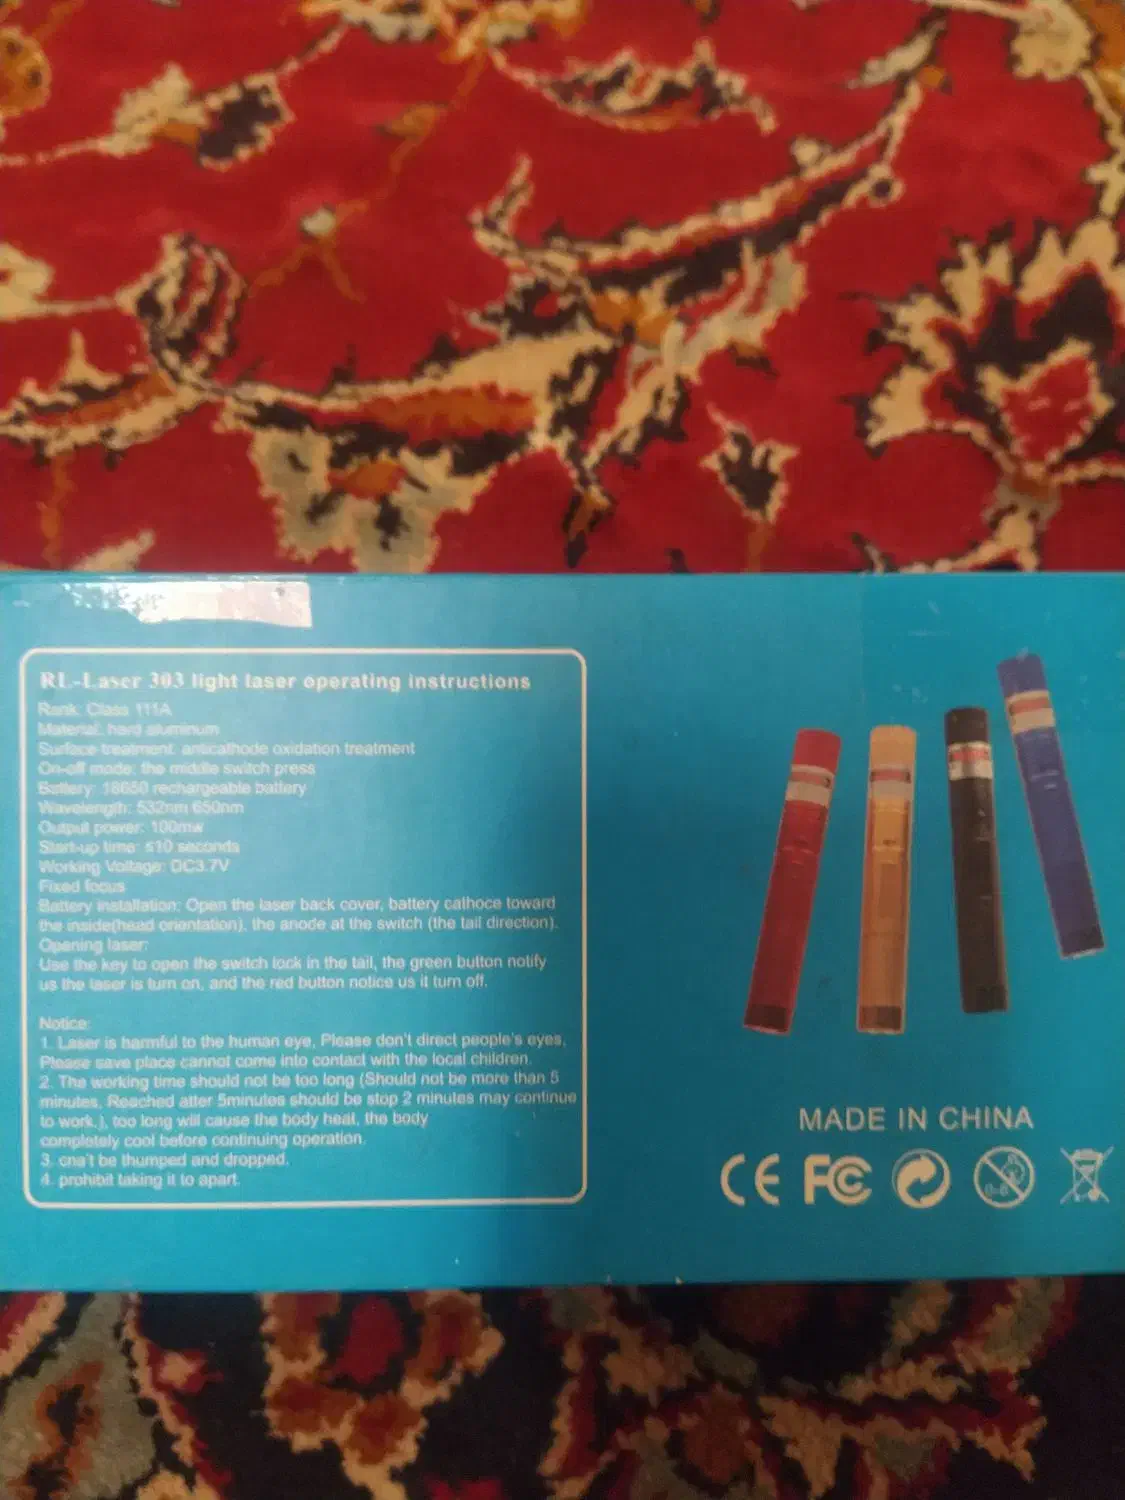 RL-Laser 303 light laser operating instructions
Rank: Class 111A
Material: hard aluminum
Surface treatment: anticathode oxidation treatment
On-off mode: the middle switch press
Battery: 18650 rechargeable battery
Wavelength: 532nm 650nm
Output power: 100mw
Start-up time: ≤10 seconds
Working Voltage: DC3.7V
Fixed focus
Battery installation: Open the laser back cover, battery cathoce toward
the inside(head orientation), the anode at the switch (the tail direction).
Opening laser:
Use the key to open the switch lock in the tail, the green button notify
us the laser is turn on, and the red button notice us it turn off.
Notice:
1. Laser is harmful to the human eye, Please don't direct people's eyes,
Please save place cannot come into contact with the local children.
2. The working time should not be too long (Should not be more than 5
minutes, Reached atter 5minutes should be stop 2 minutes may continue
to work.), too long will cause the body heat, the body
completely cool before continuing operation.
3. cna't be thumped and dropped.
4. prohibit taking it to apart.
MADE IN CHINA
CE FC
0-3